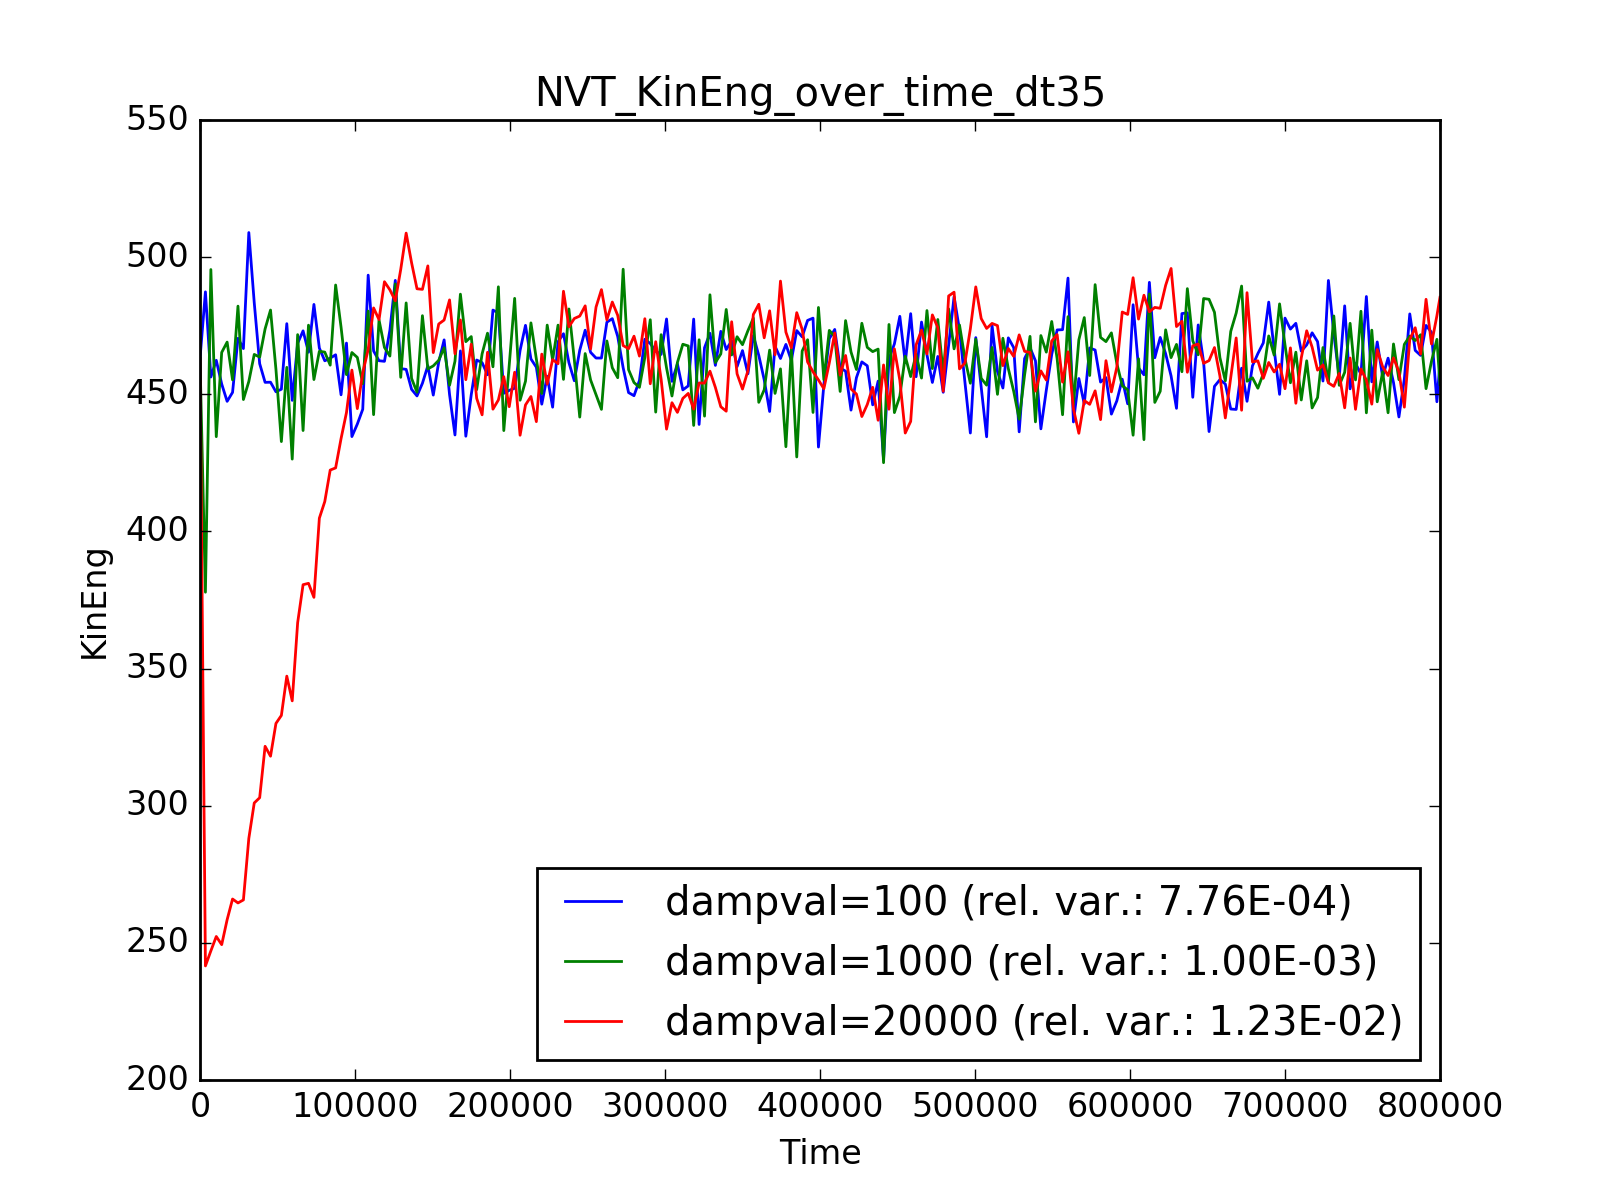 NVT_KinEng_over_time_dt35
550
500
450
400
350
300
250
200
KinEng
dampval=100 (rel. var.: 7.76E-04)
dampval=1000 (rel. var.: 1.00E-03)
dampval=20000 (rel. var.: 1.23E-02)
0 100000 200000 300000 400000 500000 600000 700000 800000
Time